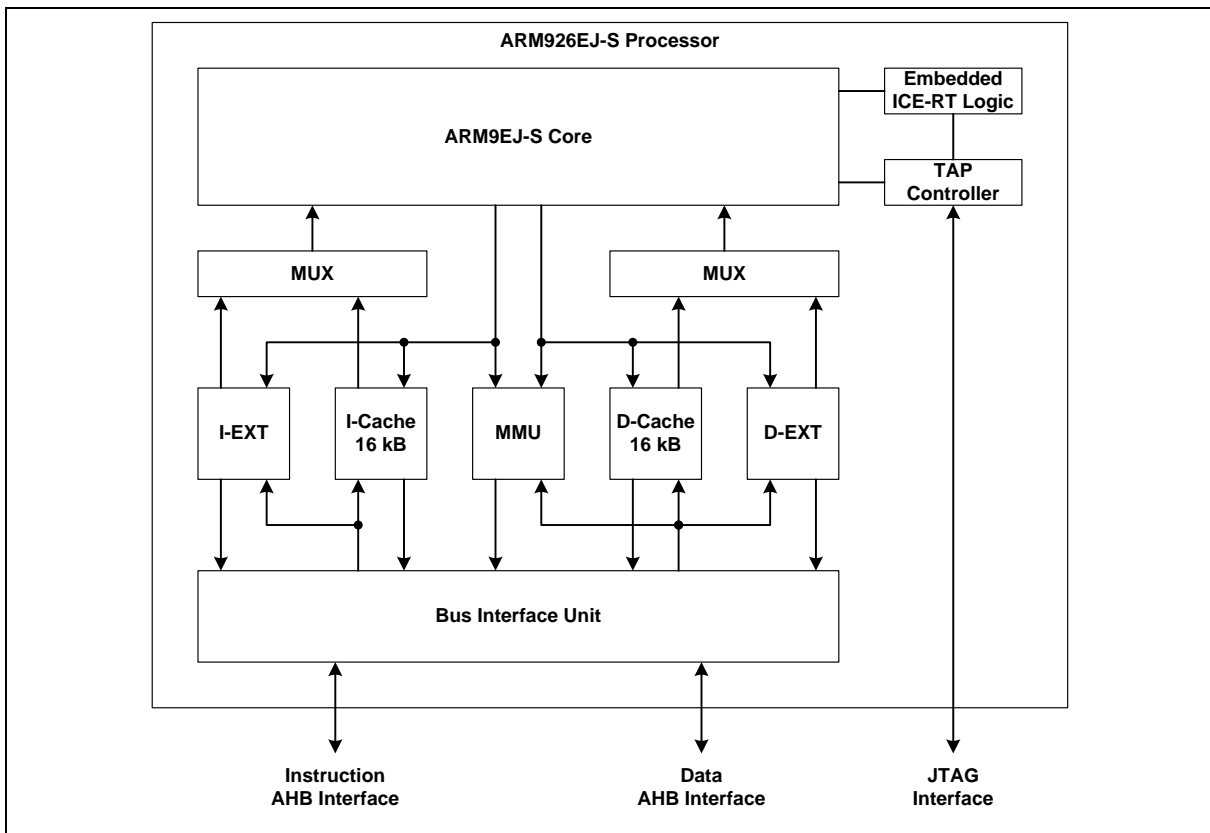 ARM926EJ-S Processor
ARM9EJ-S Core
Embedded
ICE-RT Logic
TAP
Controller
MUX
MUX
I-EXT
I-Cache
16 kB
MMU
D-Cache
16 kB
D-EXT
Bus Interface Unit
Instruction
AHB Interface
Data
AHB Interface
JTAG
Interface